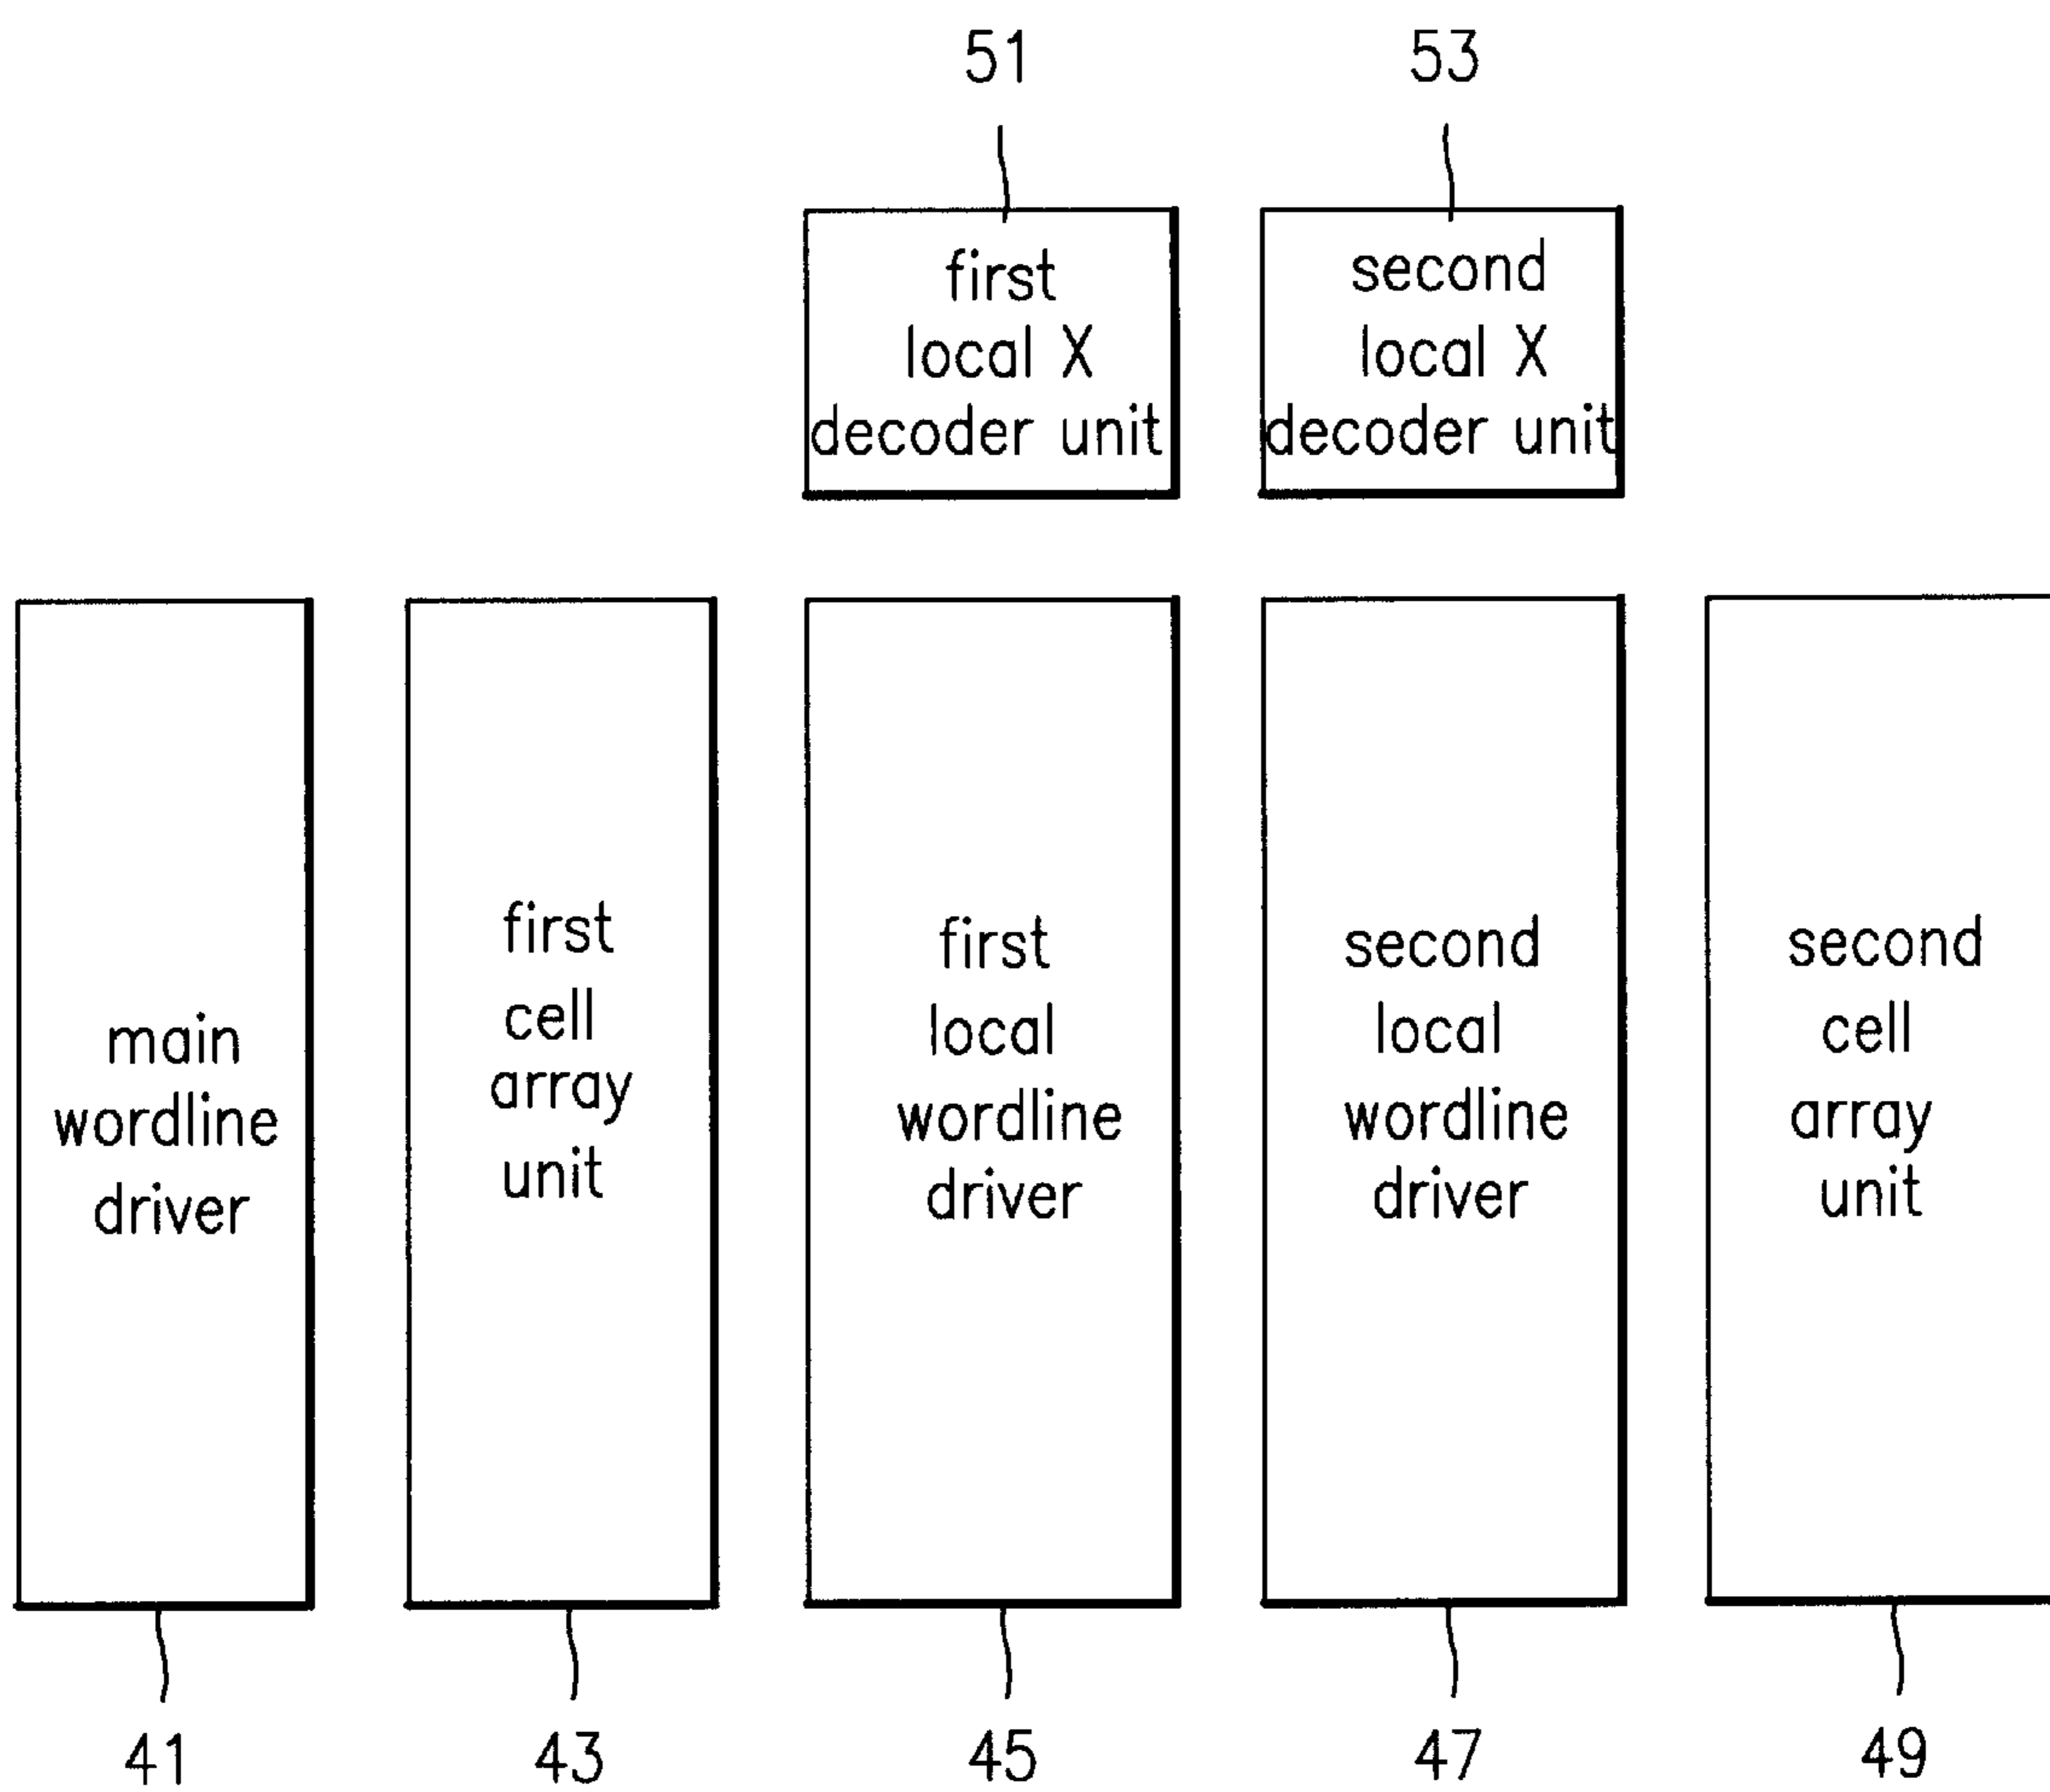 51
53
first
local X
decoder unit
second
local X
decoder unit
main
wordline
driver
first
cell
array
unit
first
local
wordline
driver
second
local
wordline
driver
second
cell
array
unit
41
43
45
47
49